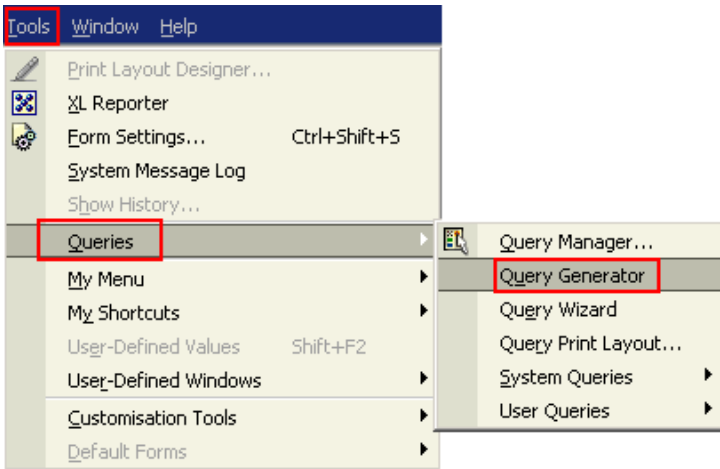 Tools Window Help
Print Layout Designer...
XL Reporter
Form Settings... Ctrl+Shift+S
System Message Log
Show History...
Queries
My Menu
My Shortcuts
User-Defined Values Shift+F2
User-Defined Windows
Customisation Tools
Default Forms
Query Manager...
Query Generator
Query Wizard
Query Print Layout...
System Queries
User Queries